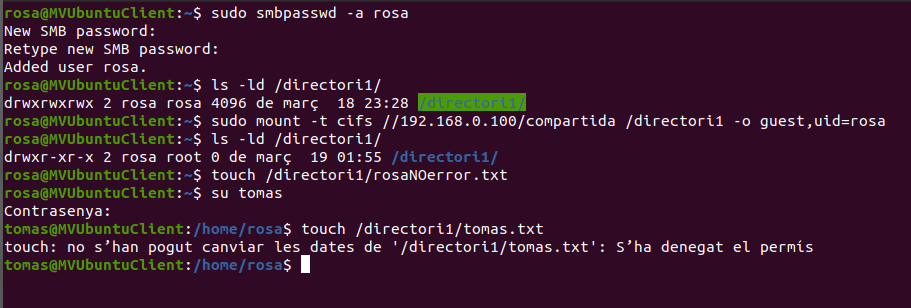 rosa@MVUbuntuClient:~$ sudo smbpasswd -a rosa
New SMB password:
Retype new SMB password:
Added user rosa.
rosa@MVUbuntuClient:~$ ls -ld /directori1/
drwxrwxrwx 2 rosa rosa 4096 de març  18 23:28 /directori1/
rosa@MVUbuntuClient:~$ sudo mount -t cifs //192.168.0.100/compartida /directori1 -o guest,uid=rosa
rosa@MVUbuntuClient:~$ ls -ld /directori1/
drwxr-xr-x 2 rosa root 0 de març  19 01:55 /directori1/
rosa@MVUbuntuClient:~$ touch /directori1/rosaNOerror.txt
rosa@MVUbuntuClient:~$ su tomas
Contrasenya:
tomas@MVUbuntuClient:/home/rosa$ touch /directori1/tomas.txt
touch: no s’han pogut canviar les dates de '/directori1/tomas.txt': S’ha denegat el permís
tomas@MVUbuntuClient:/home/rosa$